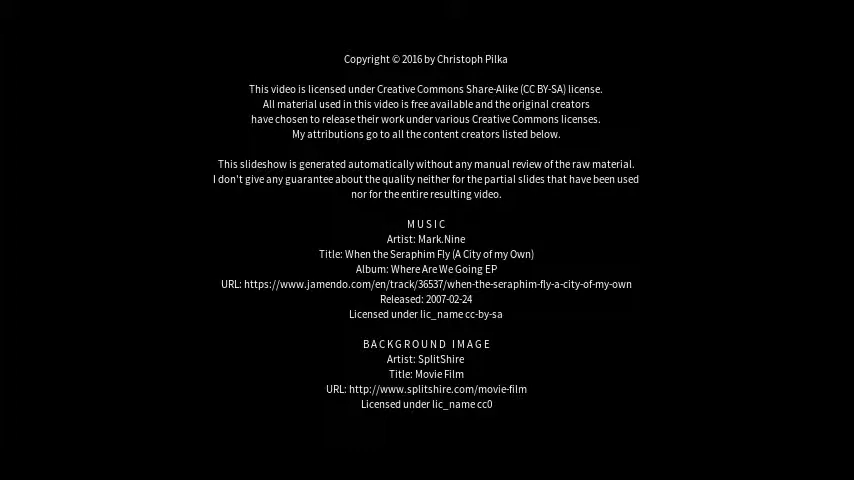 Copyright © 2016 by Christoph Pilka
This video is licensed under Creative Commons Share-Alike (CC BY-SA) license.
All material used in this video is free available and the original creators
have chosen to release their work under various Creative Commons licenses.
My attributions go to all the content creators listed below.
This slideshow is generated automatically without any manual review of the raw material.
I don't give any guarantee about the quality neither for the partial slides that have been used
nor for the entire resulting video.
MUSIC
Artist: Mark.Nine
Title: When the Seraphim Fly (A City of my Own)
Album: Where Are We Going EP
URL: https://www.jamendo.com/en/track/36537/when-the-seraphim-fly-a-city-of-my-own
Released: 2007-02-24
Licensed under lic_name cc-by-sa
BACKGROUND IMAGE
Artist: SplitShire
Title: Movie Film
URL: http://www.splitshire.com/movie-film
Licensed under lic_name cc0